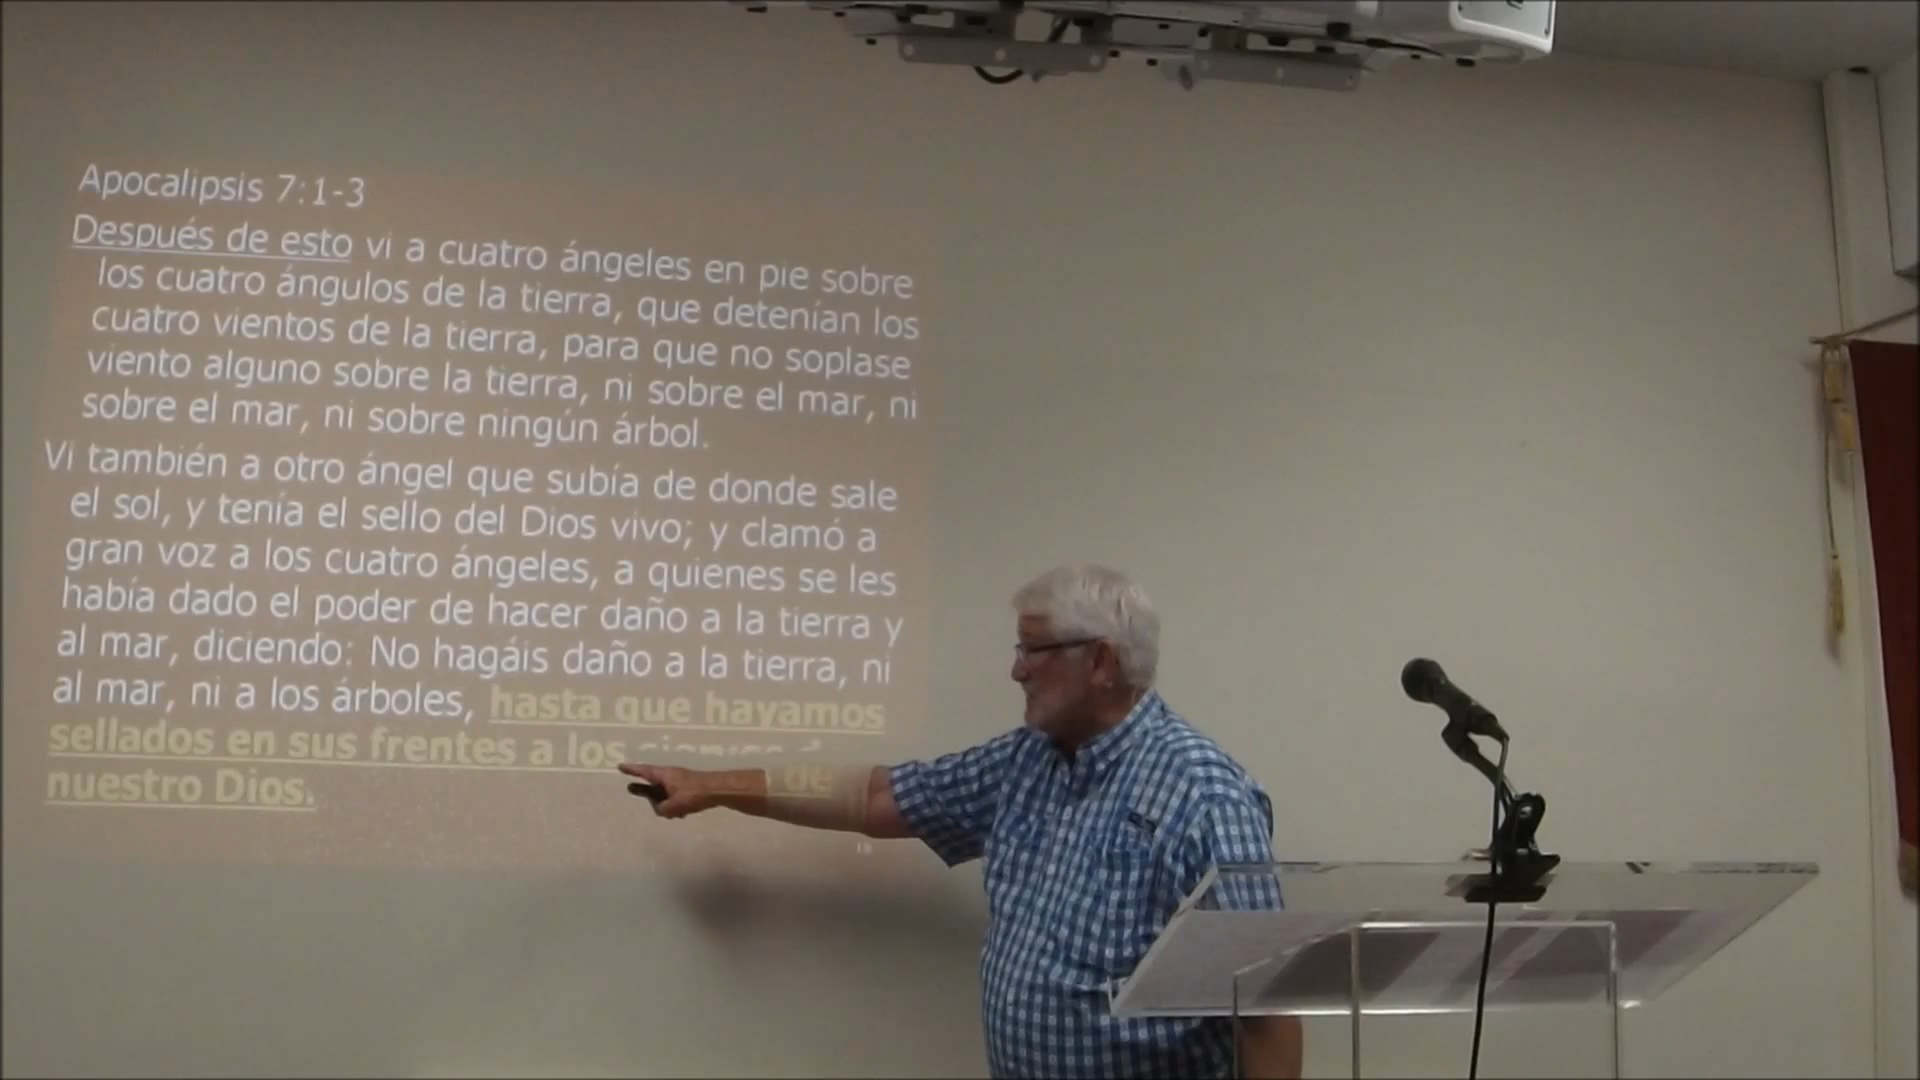 Apocalipsis 7:1-3
Después de esto vi a cuatro ángeles en pie sobre
los cuatro ángulos de la tierra, que detenían los
cuatro vientos de la tierra, para que no soplase
viento alguno sobre la tierra, ni sobre el mar, ni
sobre el mar, ni sobre ningún árbol.
Vi también a otro ángel que subía de donde sale
el sol, y tenía el sello del Dios vivo; y clamó a
gran voz a los cuatro ángeles, a quienes se les
había dado el poder de hacer daño a la tierra y
al mar, diciendo: No hagáis daño a la tierra, ni
al mar, ni a los árboles, hasta que hayamos
sellados en sus frentes a los de
nuestro Dios.